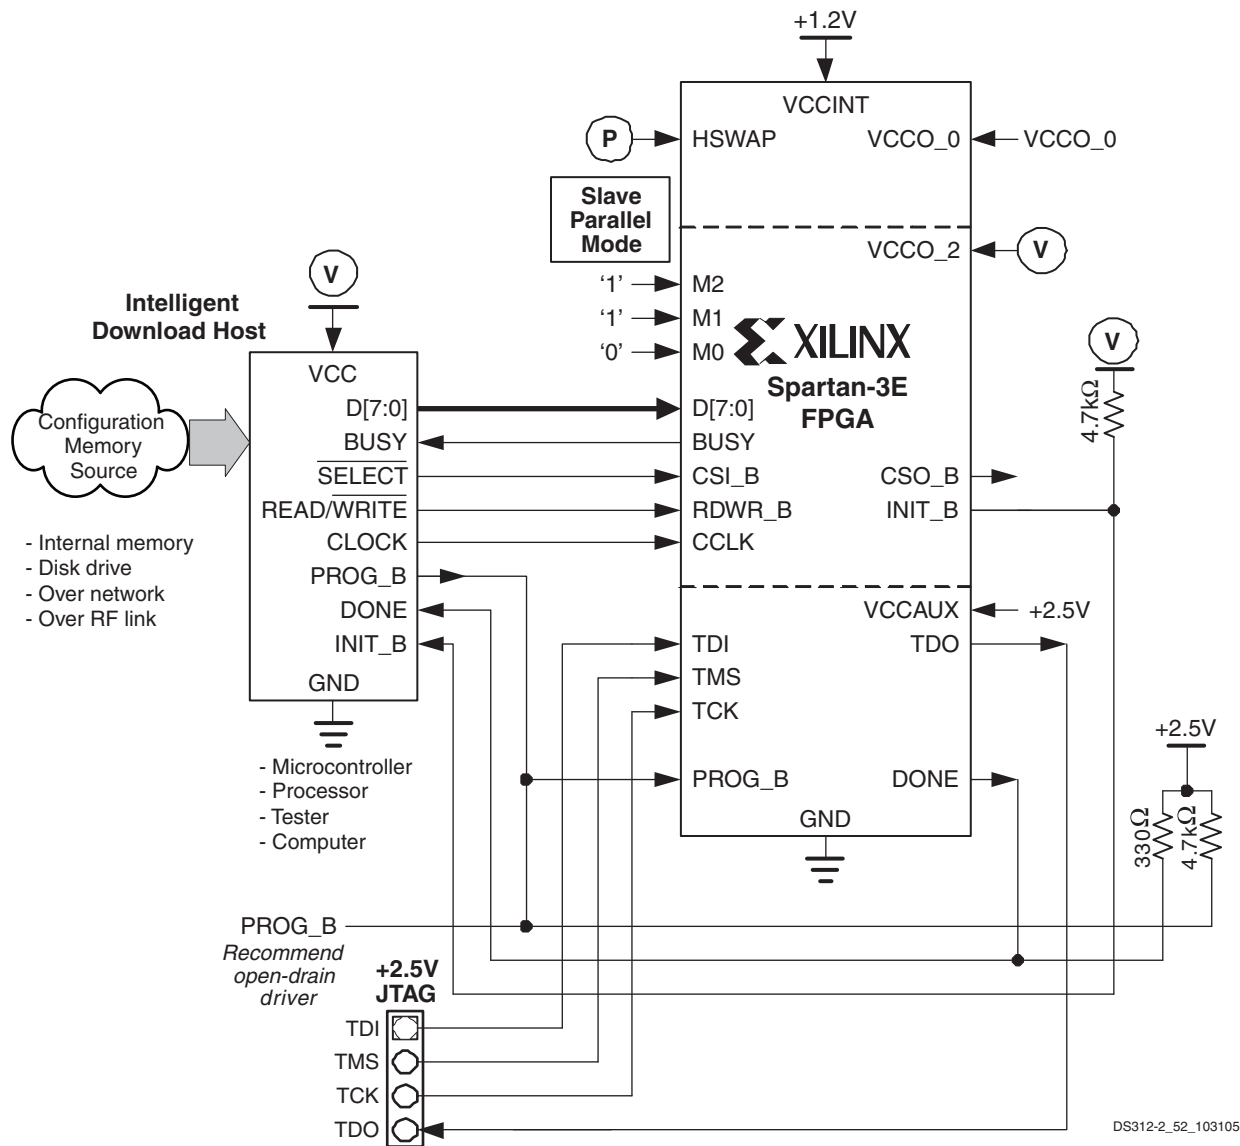 +1.2V
VCCINT
P
HSWAP
VCCO_0
VCCO_0
Slave
Parallel
Mode
VCCO_2
V
V
Intelligent
Download Host
'1'
M2
'1'
M1
'0'
M0
XILINX
Spartan-3E
FPGA
V
4.7kΩ
VCC
D[7:0]
D[7:0]
Configuration
Memory
Source
BUSY
BUSY
SELECT
CSI_B
CSO_B
READ/WRITE
RDWR_B
INIT_B
- Internal memory
- Disk drive
- Over network
- Over RF link
CLOCK
CCLK
PROG_B
DONE
VCCAUX
+2.5V
INIT_B
TDI
TDO
GND
TMS
TCK
+2.5V
- Microcontroller
- Processor
- Tester
- Computer
PROG_B
DONE
GND
330Ω
4.7kΩ
PROG_B
Recommend
open-drain
driver
+2.5V
JTAG
TDI
TMS
TCK
TDO
DS312-2_52_103105